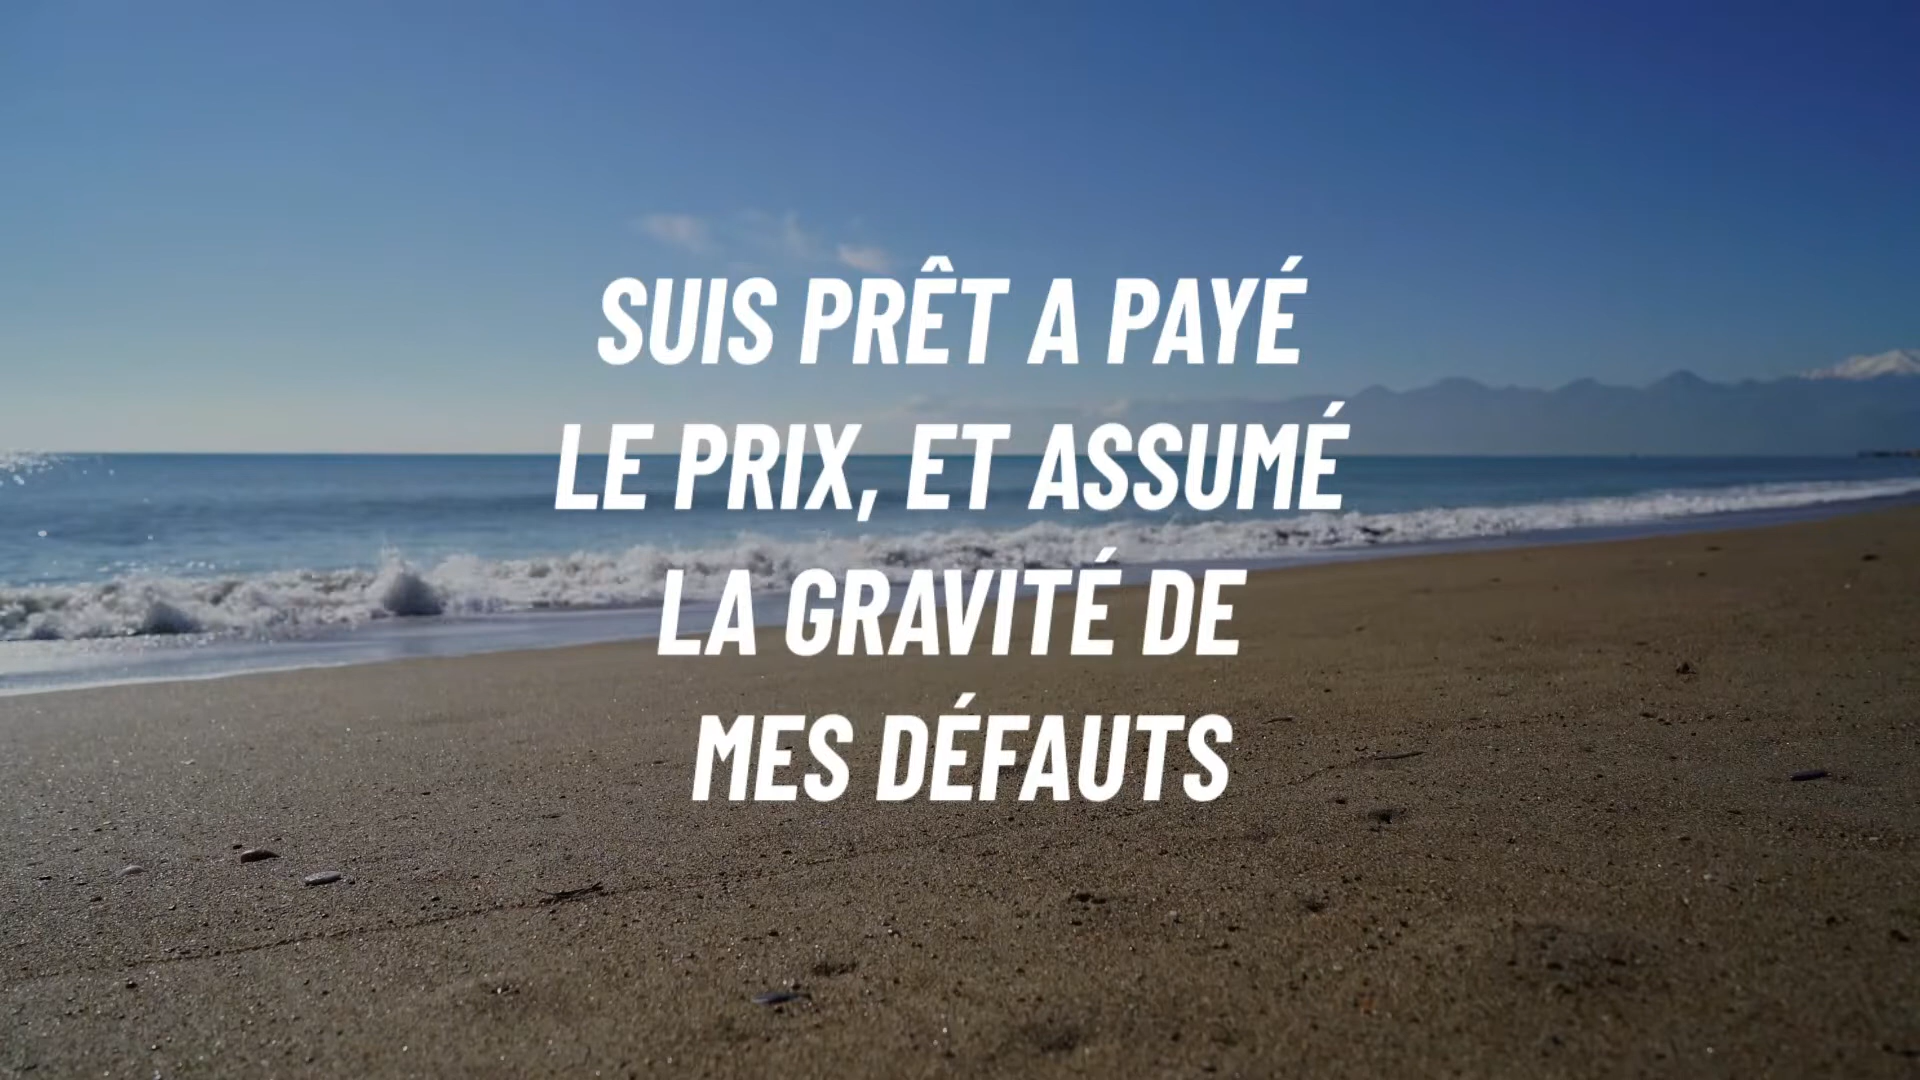 SUIS PRÊT A PAYÉ
LE PRIX, ET ASSUMÉ
LA GRAVITÉ DE
MES DÉFAUTS